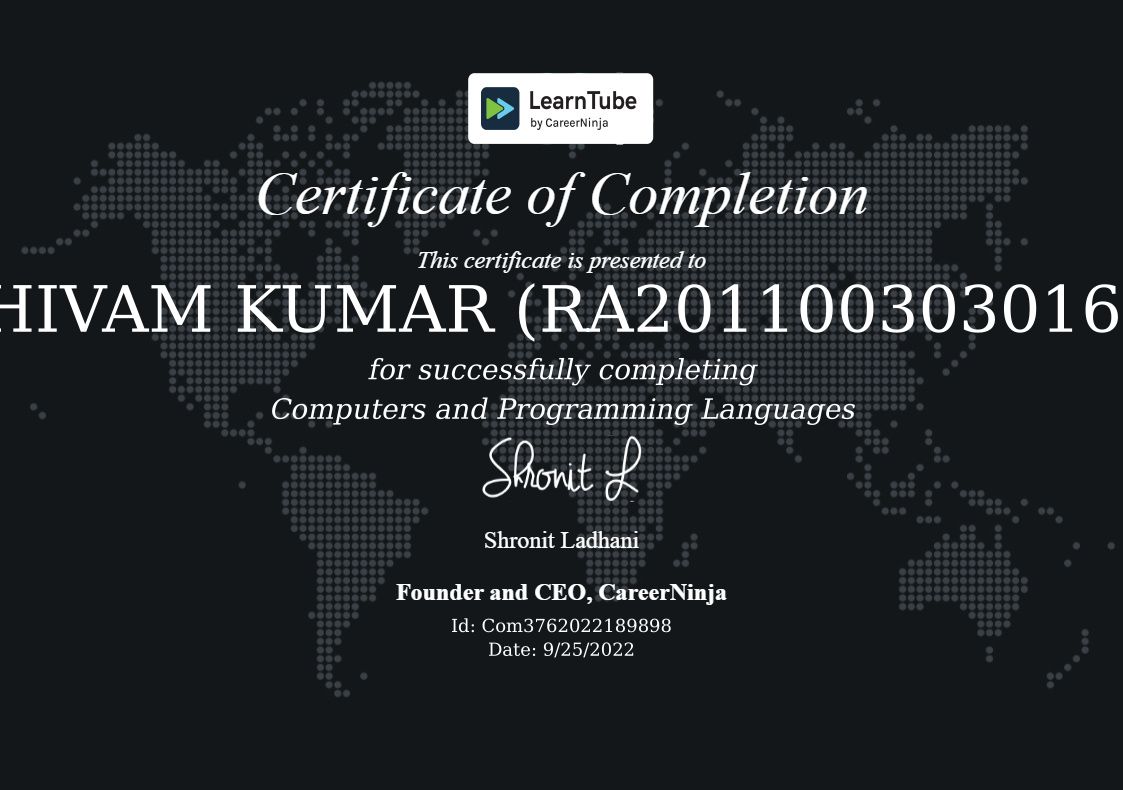 LearnTube
by CareerNinja
Certificate of Completion
This certificate is presented to
HIVAM KUMAR (RA201100303016
for successfully completing
Computers and Programming Languages
Shronit L
Shronit Ladhani
Founder and CEO, CareerNinja
Id: Com3762022189898
Date: 9/25/2022